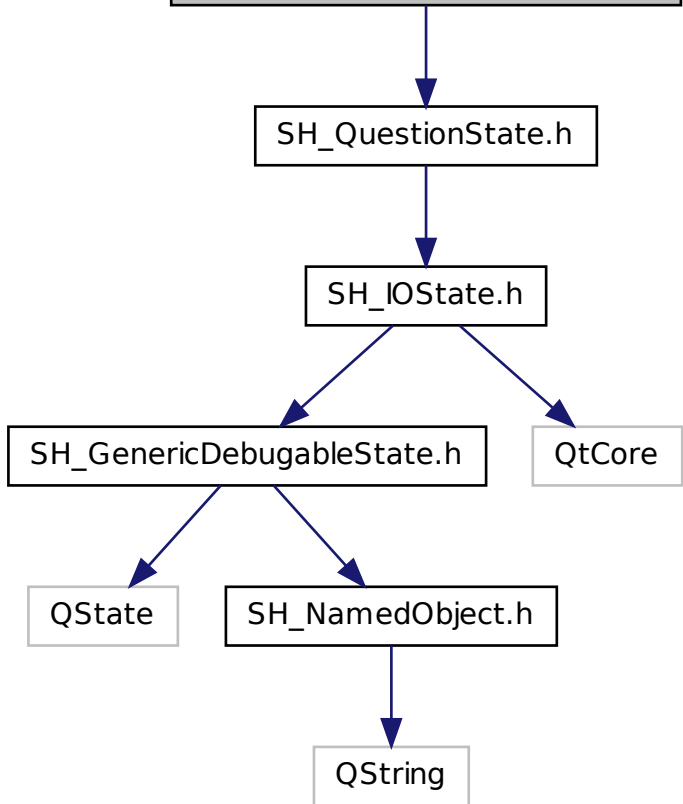 SH_QuestionState.h
SH_IOState.h
SH_GenericDebugableState.h
QtCore
QState
SH_NamedObject.h
QString